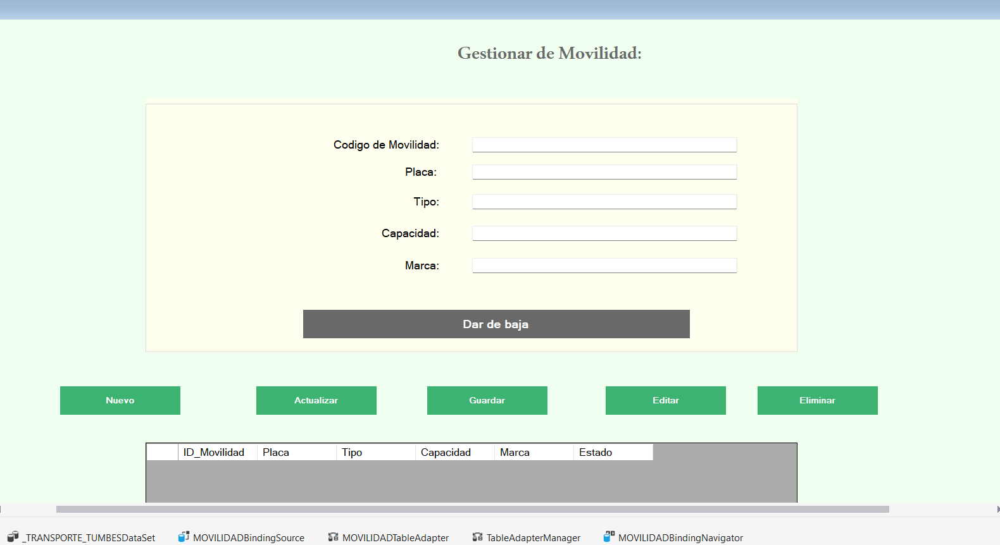 Gestionar de Movilidad:
Codigo de Movilidad:
Placa:
Tipo:
Capacidad:
Marca:
Dar de baja
Nuevo Actualizar Guardar Editar Eliminar
ID_Movilidad Placa Tipo Capacidad Marca Estado
_TRANSPORTE_TUMBESDataSet MOVILIDADBindingSource MOVILIDADTableAdapter TableAdapterManager MOVILIDADBindingNavigator